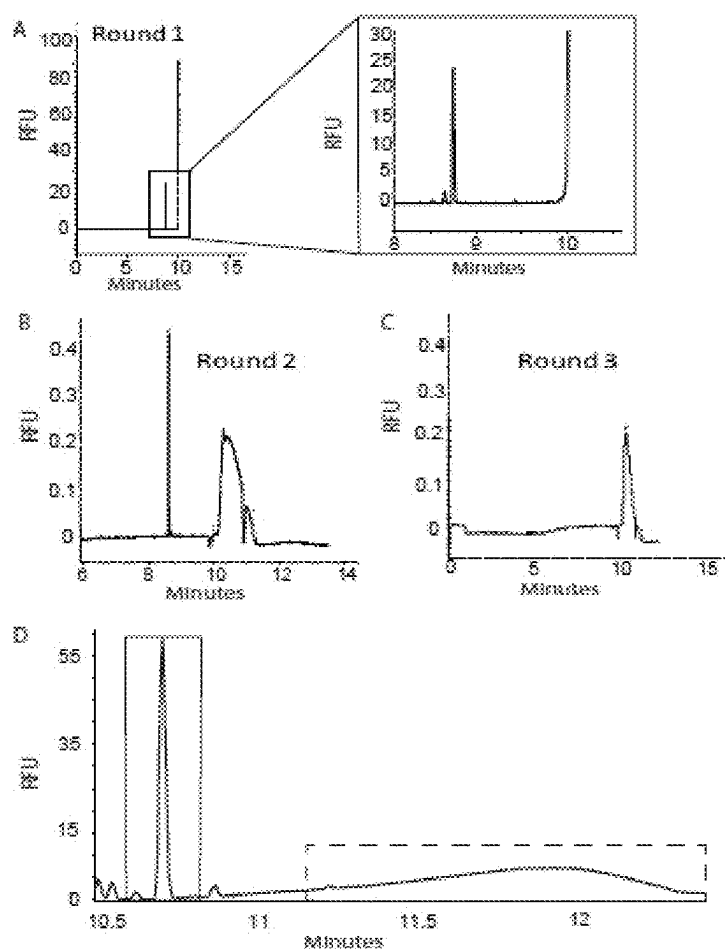 A
Round 1
100
80
60
40
20
0
RFU
0 5 10 15
Minutes
30
25
20
15
10
5
0
RFU
8 9 10
Minutes
B
Round 2
0.4
0.3
0.2
0.1
0
RFU
6 8 10 12 14
Minutes
C
Round 3
0.4
0.3
0.2
0.1
0
RFU
0 5 10 15
Minutes
D
55
35
15
0
RFU
10.5 11 11.5 12
Minutes